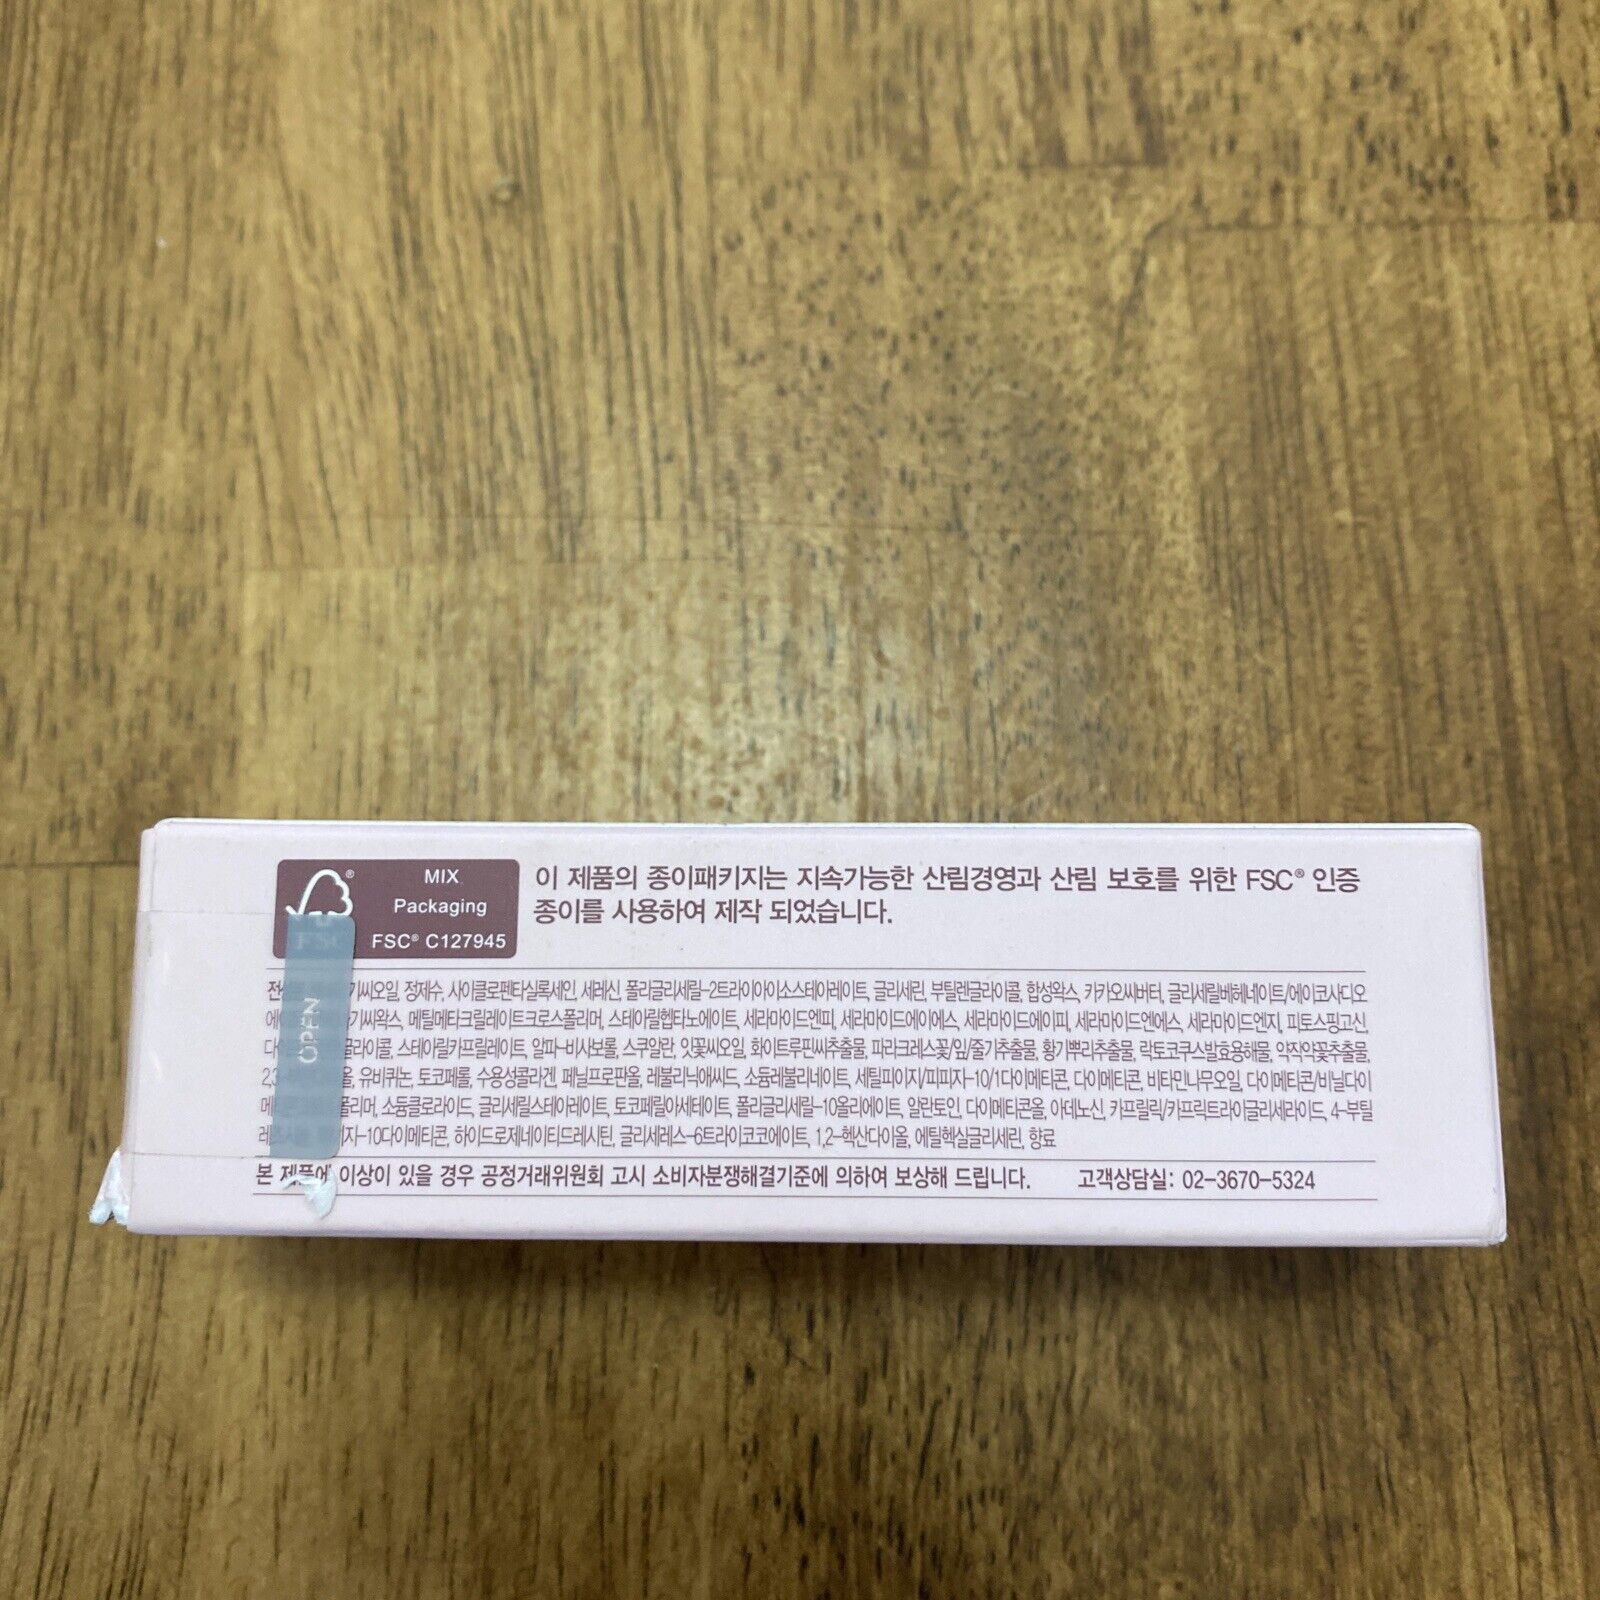 MIX
Packaging
FSC® C127945
FSC
OPEN
이 제품의 종이패키지는 지속가능한 산림경영과 산림 보호를 위한 FSC® 인증
종이를 사용하여 제작 되었습니다.
정제수, 사이클로펜타실록세인, 세레신, 폴리글리세릴-2트라이아이소스테아레이트, 글리세린, 부틸렌글라이콜, 합성왁스, 카카오씨버터, 글리세릴베헤네이트/에이코사디오
기씨왁스, 메틸메타크릴레이트크로스폴리머, 스테아릴헵타노에이트, 세라마이드엔피, 세라마이드에이에스, 세라마이드에이피, 세라마이드엔에스, 세라마이드엔지, 피토스핑고신,
글라이콜, 스테아릴카프릴레이트, 알파-비사보롤, 스쿠알란, 잇꽃씨오일, 화이트루핀씨추출물, 파라크레스꽃/잎/줄기추출물, 황기뿌리추출물, 락토코쿠스발효용해물, 약작약꽃추출물,
유비퀴논, 토코페롤, 수용성콜라겐, 페닐프로판올, 레불리닉애씨드, 소듐레불리네이트, 세틸피이지/피피지-10/1다이메티콘, 다이메티콘, 비타민나무오일, 다이메티콘/비닐다이
폴리머, 소듐클로라이드, 글리세릴스테아레이트, 토코페릴아세테이트, 폴리글리세릴-10올리에이트, 알란토인, 다이메티콘올, 아데노신, 카프릴릭/카프릭트라이글리세라이드, 4-부틸
-10다이메티콘, 하이드로제네이티드레시틴, 글리세레스-6트라이코코에이트, 1,2-헥산다이올, 에틸헥실글리세린, 향료
본 제품에 이상이 있을 경우 공정거래위원회 고시 소비자분쟁해결기준에 의하여 보상해 드립니다. 고객상담실: 02-3670-5324